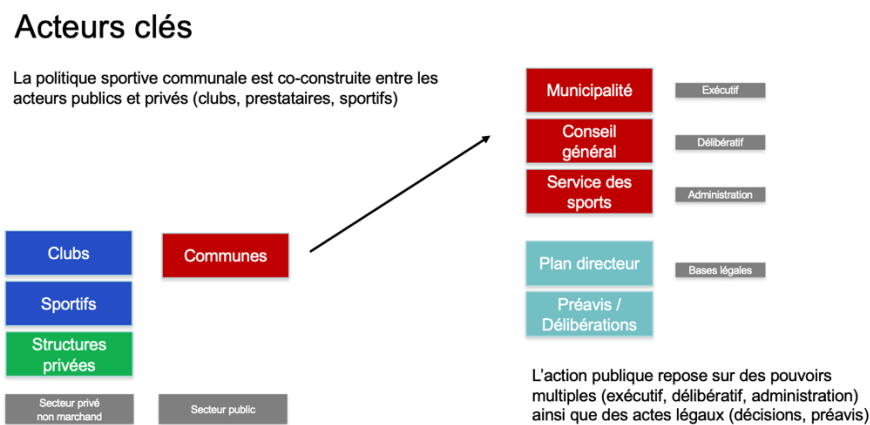 Acteurs clés
La politique sportive communale est co-construite entre les
acteurs publics et privés (clubs, prestataires, sportifs)
Municipalité
Exécutif
Conseil
général
Délibératif
Service des
sports
Administration
Clubs
Communes
Plan directeur
Bases légales
Sportifs
Préavis /
Délibérations
Structures
privées
Secteur privé
non marchand
Secteur public
L'action publique repose sur des pouvoirs
multiples (exécutif, délibératif, administration)
ainsi que des actes légaux (décisions, préavis)